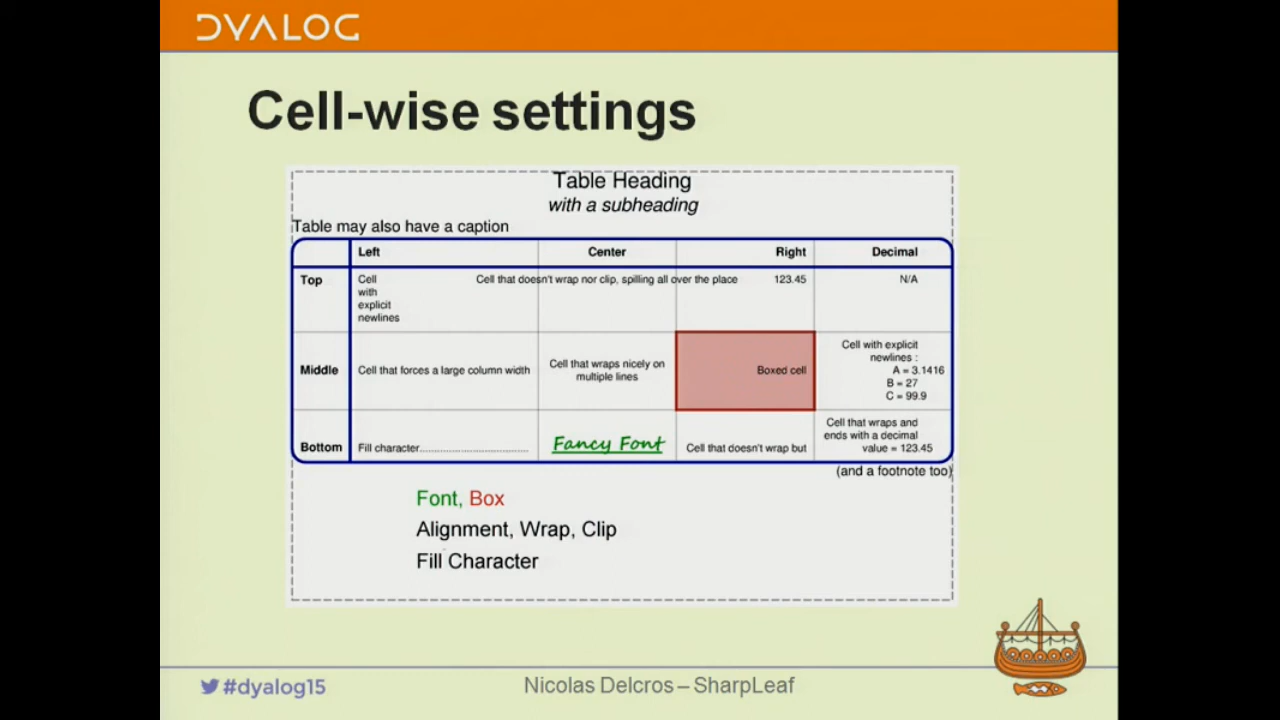 DYALOG
Cell-wise settings
Table Heading
with a subheading
Table may also have a caption
Left Center Right Decimal
Top
Cell
with
explicit
newlines
Cell that doesn't wrap nor clip, spilling all over the place
123.45
N/A
Middle
Cell that forces a large column width
Cell that wraps nicely on
multiple lines
Boxed cell
Cell with explicit
newlines :
A = 3.1416
B = 27
C = 99.9
Bottom
Fill character......................................
Fancy Font
Cell that doesn't wrap but
Cell that wraps and
ends with a decimal
value = 123.45
(and a footnote too)
Font, Box
Alignment, Wrap, Clip
Fill Character
#dyalog15
Nicolas Delcros – SharpLeaf